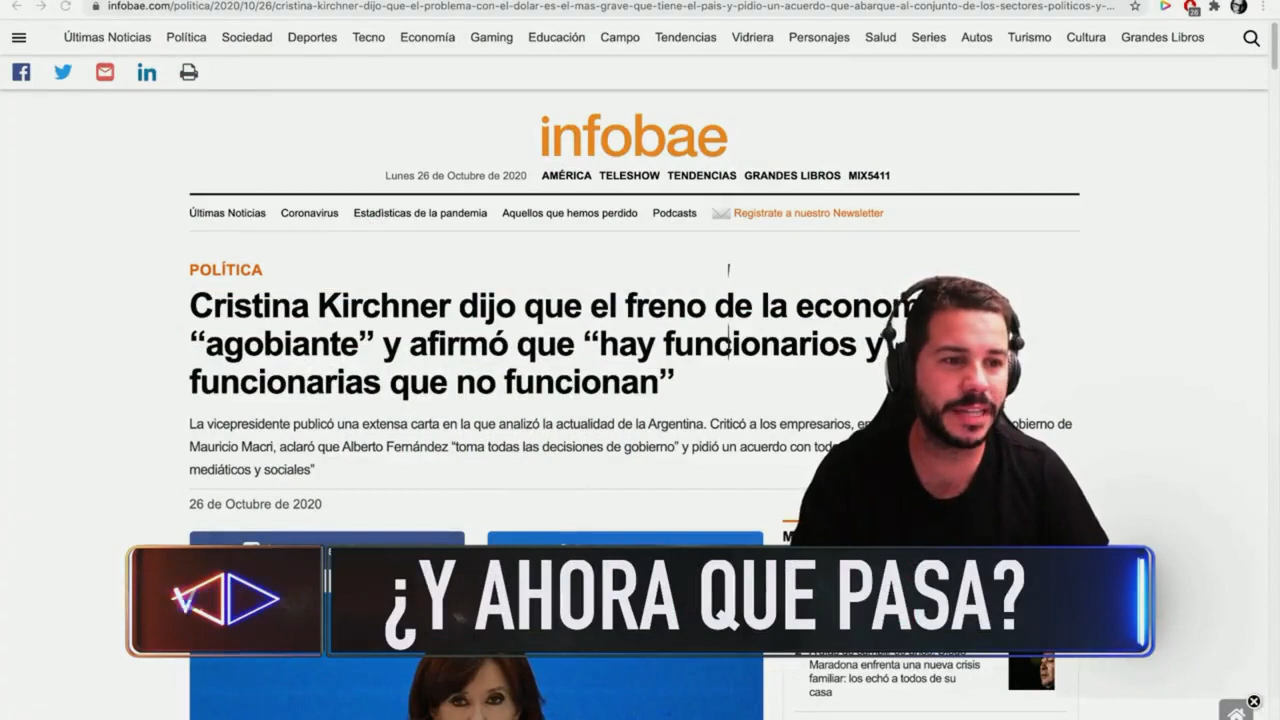 infobae.com/politica/2020/10/26/cristina-kirchner-dijo-que-el-problema-con-el-dolar-es-el-mas-grave-que-tiene-el-pais-y-pidio-un-acuerdo-que-abarque-al-conjunto-de-los-sectores-politicos-y-...
26
Últimas Noticias Política Sociedad Deportes Tecno Economía Gaming Educación Campo Tendencias Vidriera Personajes Salud Series Autos Turismo Cultura Grandes Libros
infobae
Lunes 26 de Octubre de 2020 AMÉRICA TELESHOW TENDENCIAS GRANDES LIBROS MIX5411
Últimas Noticias Coronavirus Estadísticas de la pandemia Aquellos que hemos perdido Podcasts Registrate a nuestro Newsletter
POLÍTICA
Cristina Kirchner dijo que el freno de la
“agobiante” y afirmó que “hay funcionarios y
funcionarias que no funcionan”
La vicepresidente publicó una extensa carta en la que analizó la actualidad de la Argentina. Criticó a los empresarios, de
Mauricio Macri, aclaró que Alberto Fernández “toma todas las decisiones de gobierno” y pidió un acuerdo con
mediáticos y sociales”
26 de Octubre de 2020
¿Y AHORA QUE PASA?
Maradona enfrenta una nueva crisis
familiar: los echó a todos de su
casa